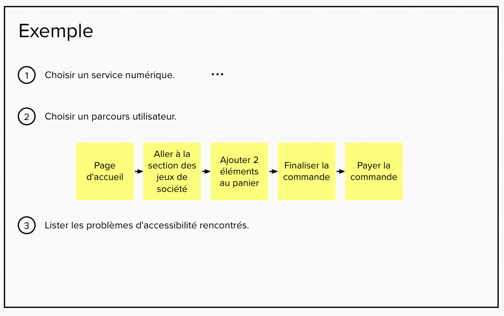 Exemple
1 Choisir un service numérique. ...
2 Choisir un parcours utilisateur.
Page
d'accueil
Aller à la
section des
jeux de
société
Ajouter 2
éléments
au panier
Finaliser la
commande
Payer la
commande
3 Lister les problèmes d'accessibilité rencontrés.